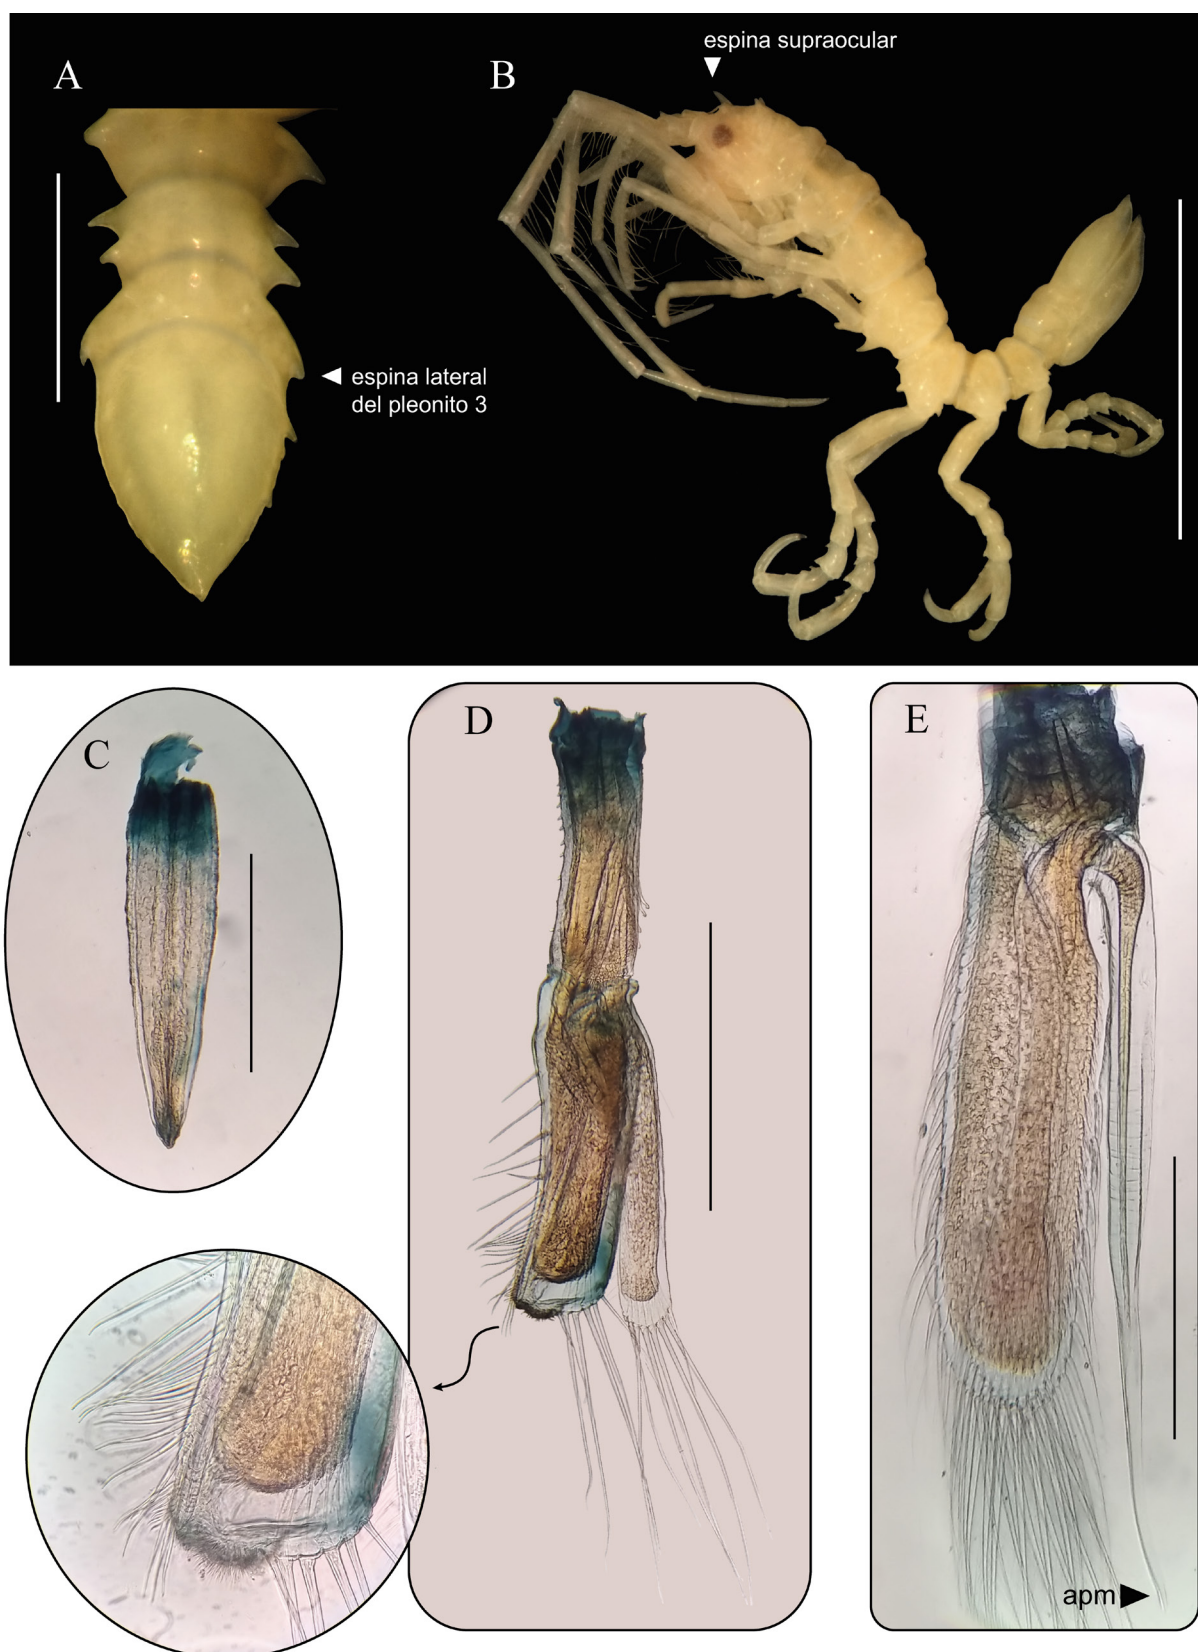 A
B
espina supraocular
espina lateral
del pleonito 3
C
D
E
apm